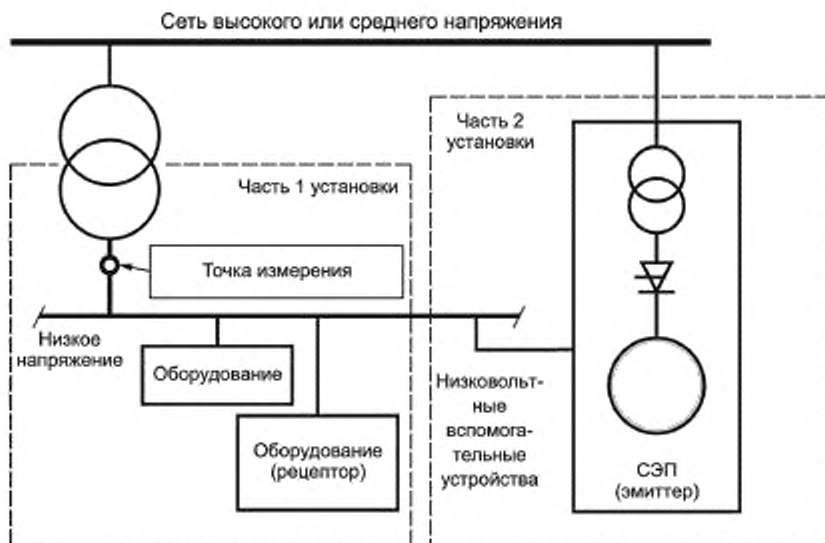 Сеть высокого или среднего напряжения
Часть 2
установки
Часть 1 установки
Точка измерения
Низкое
напряжение
Оборудование
Оборудование
(рецептор)
Низковольт-
ные
вспомога-
тельные
устройства
СЭП
(эмиттер)